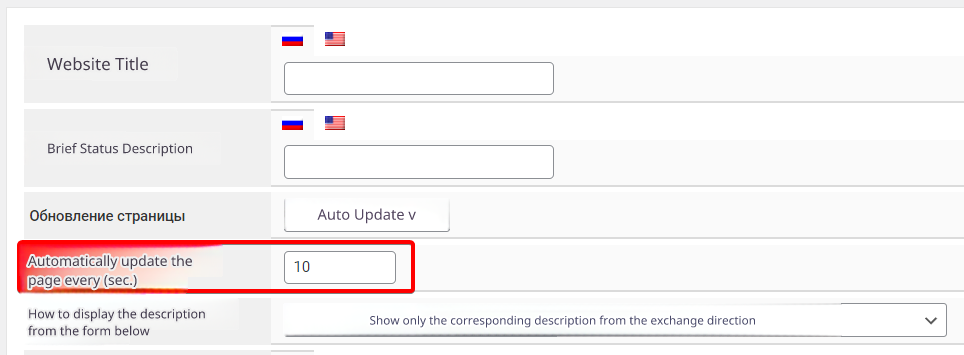 Website Title
Brief Status Description
Обновление страницы
Auto Update v
Automatically update the
page every (sec.)
10
How to display the description
from the form below
Show only the corresponding description from the exchange direction